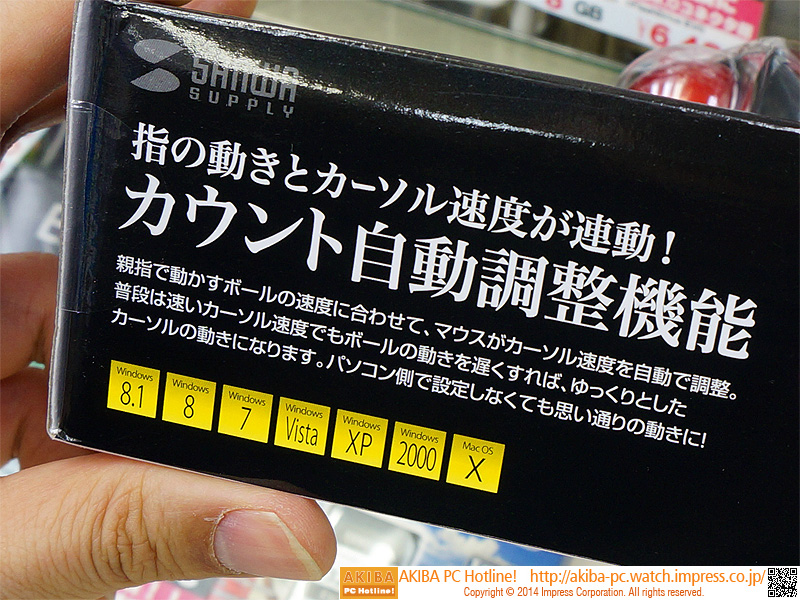 SANWA
SUPPLY
GB
指の動きとカーソル速度が連動！
カウント自動調整機能
親指で動かすボールの速度に合わせて、マウスがカーソル速度を自動で調整。
普段は速いカーソル速度でもボールの動きを遅くすれば、ゆっくりとした
カーソルの動きになります。パソコン側で設定しなくても思い通りの動きに！
Windows 8.1
Windows 8
Windows 7
Windows Vista
Windows XP
Windows 2000
Mac OS X
AKIBA PC Hotline! AKIBA PC Hotline! http://akiba-pc.watch.impress.co.jp/
Copyright © 2014 Impress Corporation. All rights reserved.